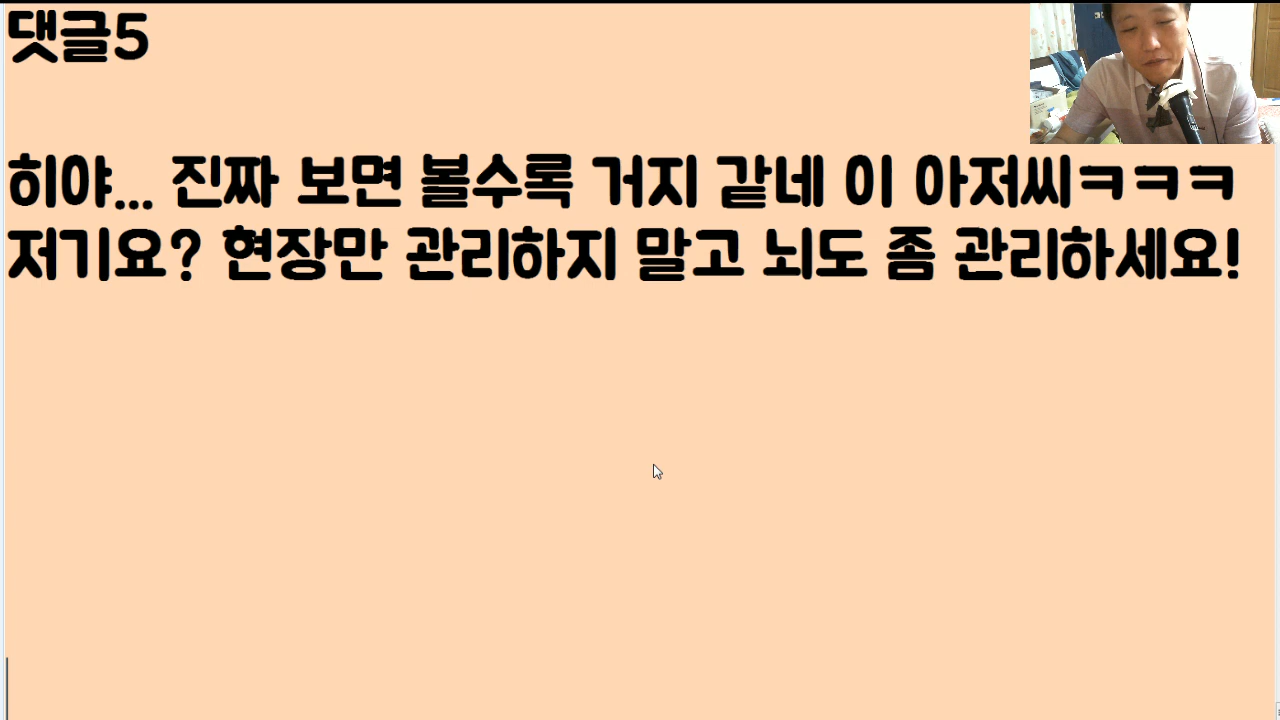 댓글5
히야... 진짜 보면 볼수록 거지 같네 이 아저씨ㅋㅋㅋ
저기요? 현장만 관리하지 말고 뇌도 좀 관리하세요!